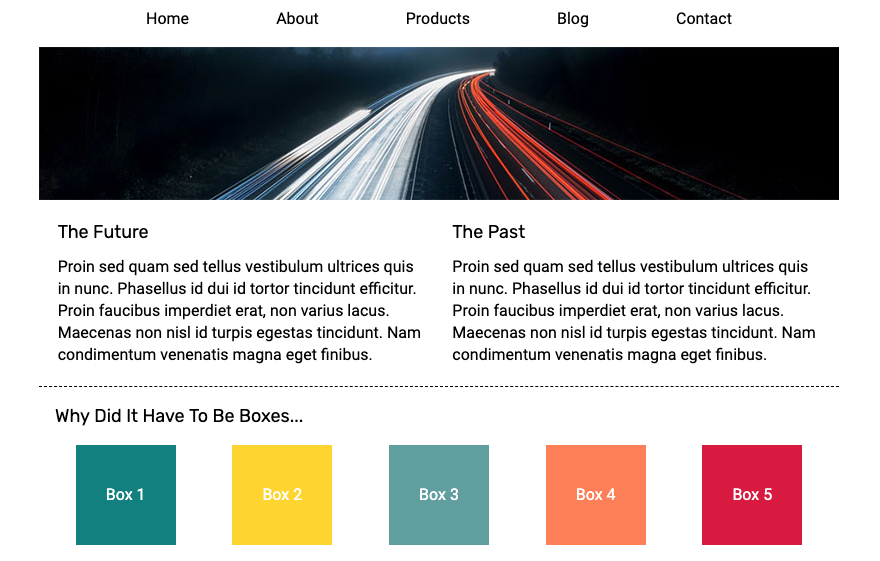 Home About Products Blog Contact
The Future
Proin sed quam sed tellus vestibulum ultrices quis
in nunc. Phasellus id dui id tortor tincidunt efficitur.
Proin faucibus imperdiet erat, non varius lacus.
Maecenas non nisl id turpis egestas tincidunt. Nam
condimentum venenatis magna eget finibus.
The Past
Proin sed quam sed tellus vestibulum ultrices quis
in nunc. Phasellus id dui id tortor tincidunt efficitur.
Proin faucibus imperdiet erat, non varius lacus.
Maecenas non nisl id turpis egestas tincidunt. Nam
condimentum venenatis magna eget finibus.
Why Did It Have To Be Boxes...
Box 1 Box 2 Box 3 Box 4 Box 5